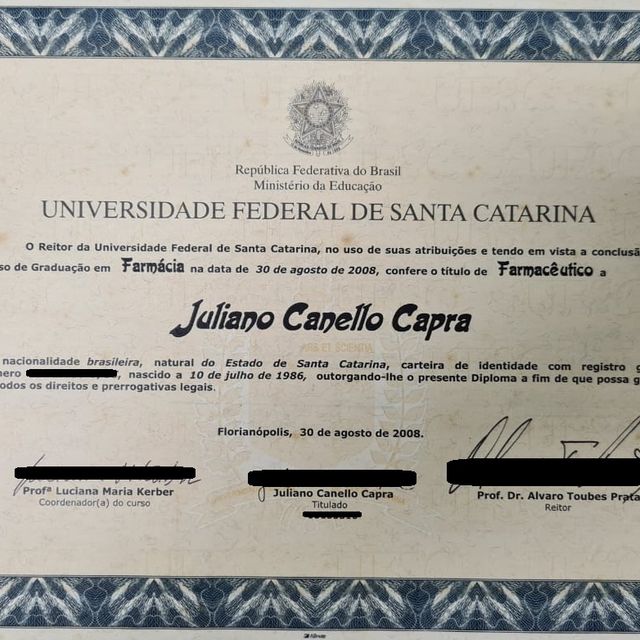 República Federativa do Brasil
Ministério da Educação
UNIVERSIDADE FEDERAL DE SANTA CATARINA
O Reitor da Universidade Federal de Santa Catarina, no uso de suas atribuições e tendo em vista a conclusã
so de Graduação em Farmácia na data de 30 de agosto de 2008, confere o título de Farmacêutico a
Juliano Canello Capra
ARS ET SCIENTIA
nacionalidade brasileira, natural do Estado de Santa Catarina, carteira de identidade com registro g
nero , nascido a 10 de julho de 1986, outorgando-lhe o presente Diploma a fim de que possa g
odos os direitos e prerrogativas legais.
Florianópolis, 30 de agosto de 2008.
Profª Luciana Maria Kerber
Coordenador(a) do curso
Juliano Canello Capra
Titulado
Prof. Dr. Alvaro Toubes Prata
Reitor